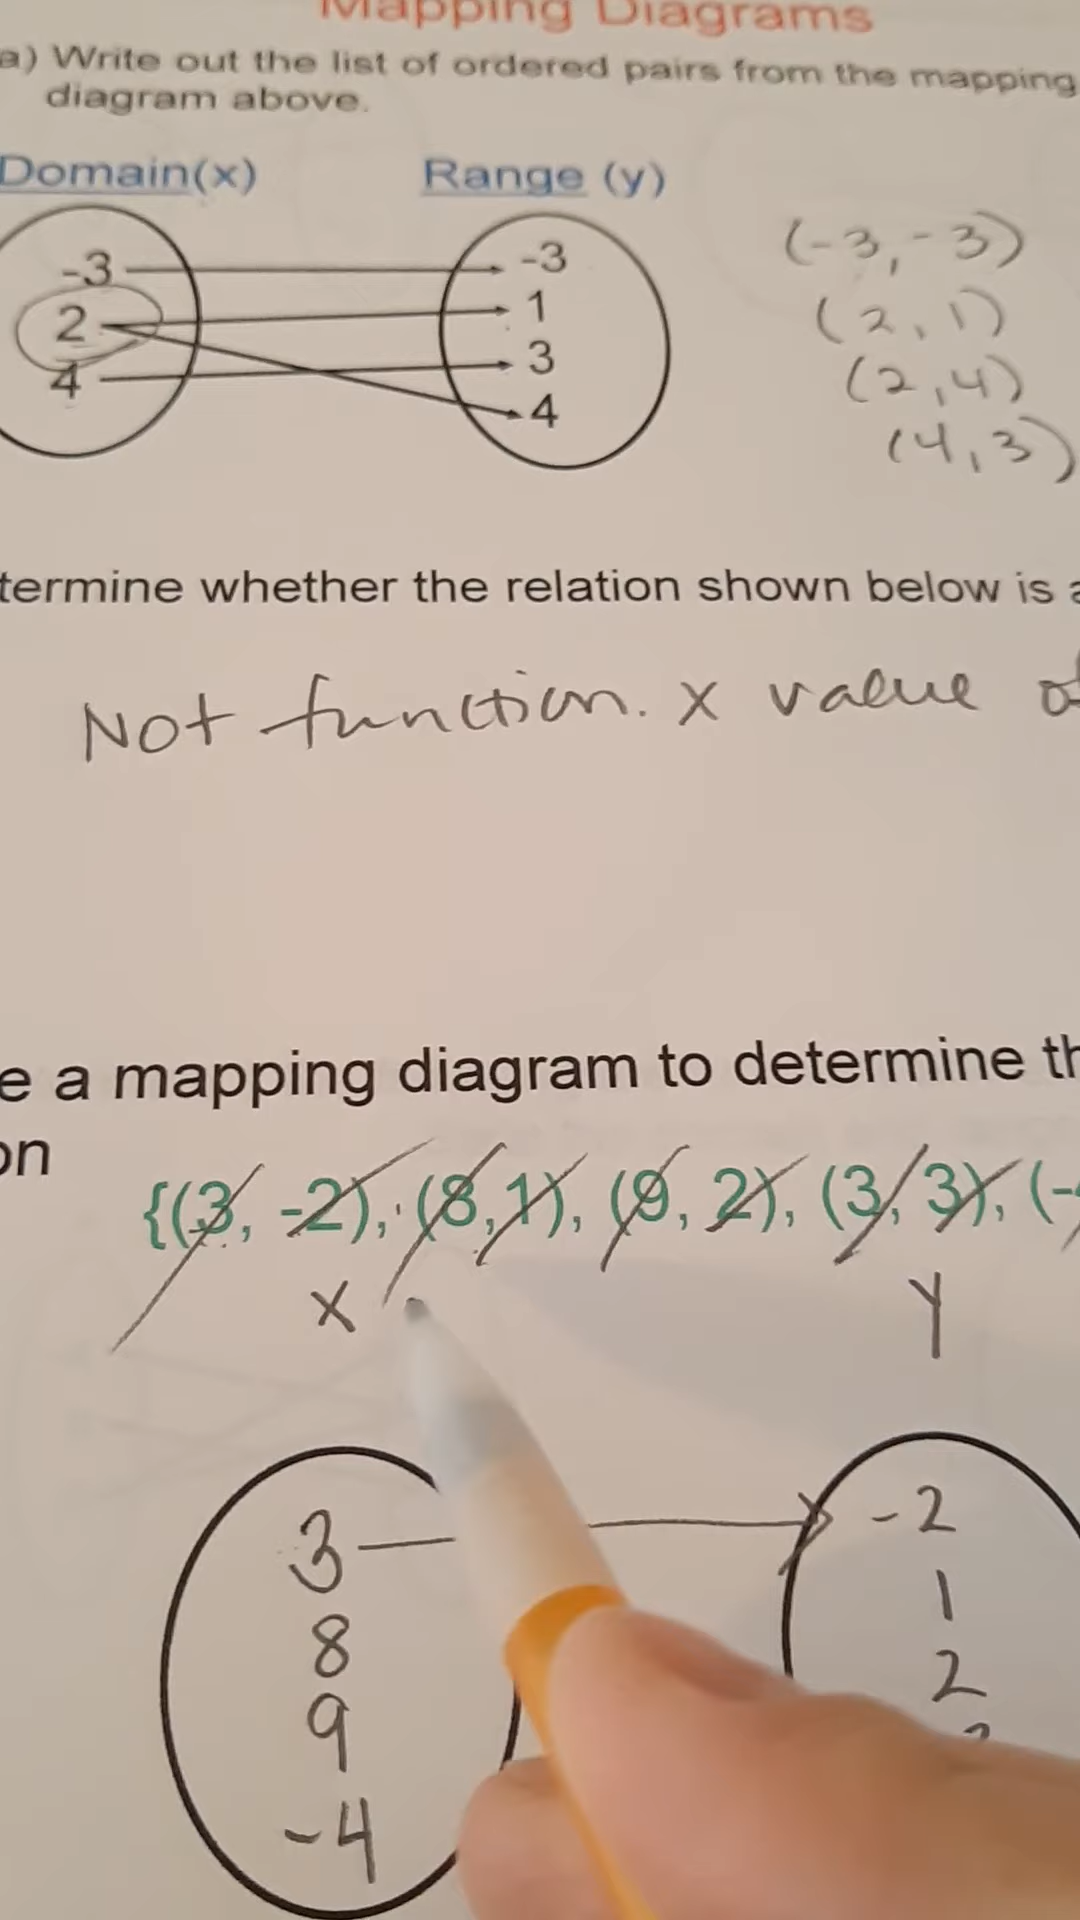 Mapping Diagrams
a) Write out the list of ordered pairs from the mapping
diagram above.
Domain(x) Range (y)
-3 -3 (-3, -3)
2 1 (2, 1)
4 3 (2, 4)
4 (4, 3)
termine whether the relation shown below is a
Not function. x value of
e a mapping diagram to determine th
on
{(3, -2), (8, 1), (9, 2), (3, 3), (-
X Y
3 -2
8 1
9 2
-4